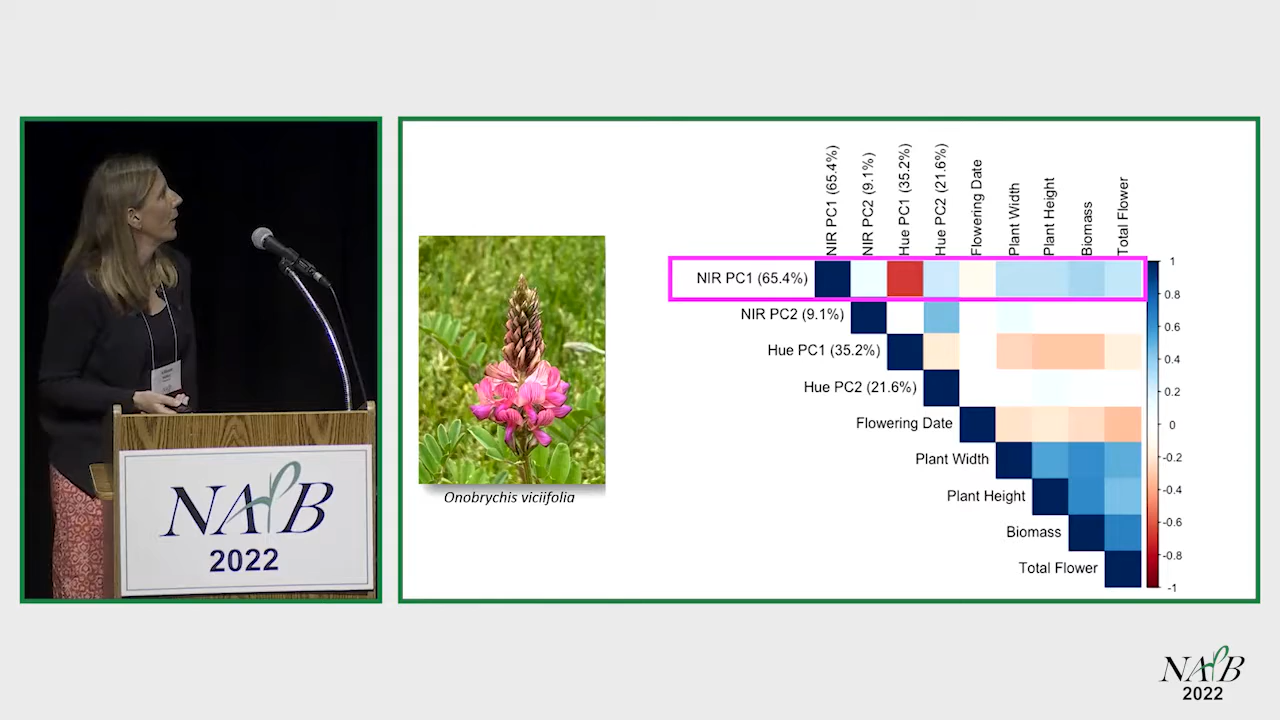 NAPB
2022
Onobrychis viciifolia
NIR PC1 (65.4%)
NIR PC2 (9.1%)
Hue PC1 (35.2%)
Hue PC2 (21.6%)
Flowering Date
Plant Width
Plant Height
Biomass
Total Flower
NIR PC1 (65.4%)
NIR PC2 (9.1%)
Hue PC1 (35.2%)
Hue PC2 (21.6%)
Flowering Date
Plant Width
Plant Height
Biomass
Total Flower
1
0.8
0.6
0.4
0.2
0
-0.2
-0.4
-0.6
-0.8
-1
NAPB
2022